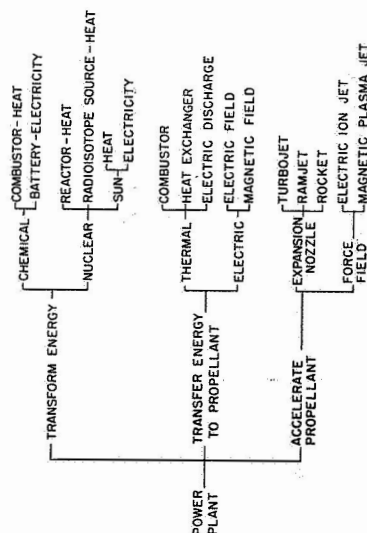 POWER
PLANT
TRANSFORM ENERGY
CHEMICAL
COMBUSTOR-HEAT
BATTERY-ELECTRICITY
NUCLEAR
REACTOR-HEAT
RADIOISOTOPE SOURCE-HEAT
SUN
HEAT
ELECTRICITY
TRANSFER ENERGY
TO PROPELLANT
THERMAL
COMBUSTOR
HEAT EXCHANGER
ELECTRIC DISCHARGE
ELECTRIC
ELECTRIC FIELD
MAGNETIC FIELD
ACCELERATE
PROPELLANT
EXPANSION
NOZZLE
TURBOJET
RAMJET
ROCKET
FORCE
FIELD
ELECTRIC ION JET
MAGNETIC PLASMA JET